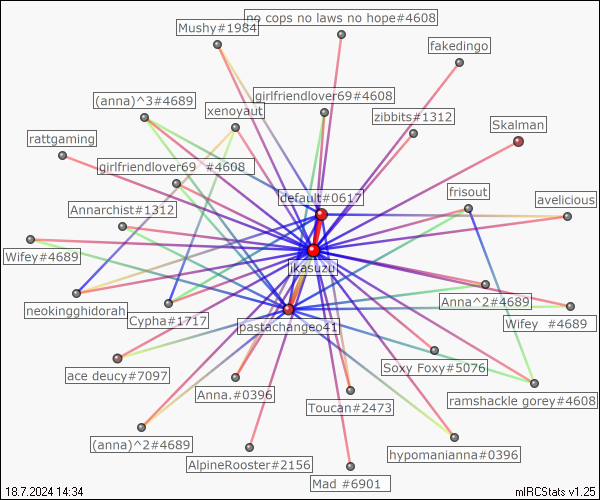 no cops no laws no hope#4608
Mushy#1984
fakedingo
girlfriendlover69#4608
(anna)^3#4689
xenoyaut
zibbits#1312
Skalman
rattgaming
girlfriendlover69 #4608
default#0617
frisout
avelicious
Annarchist#1312
Wifey#4689
ikasuzu
neokingghidorah
Cypha#1717
Anna^2#4689
Wifey #4689
pastachangeo41
ace deucy#7097
Soxy Foxy#5076
Anna.#0396
Toucan#2473
ramshackle gorey#4608
(anna)^2#4689
hypomanianna#0396
AlpineRooster#2156
Mad #6901
18.7.2024 14:34
mIRCStats v1.25